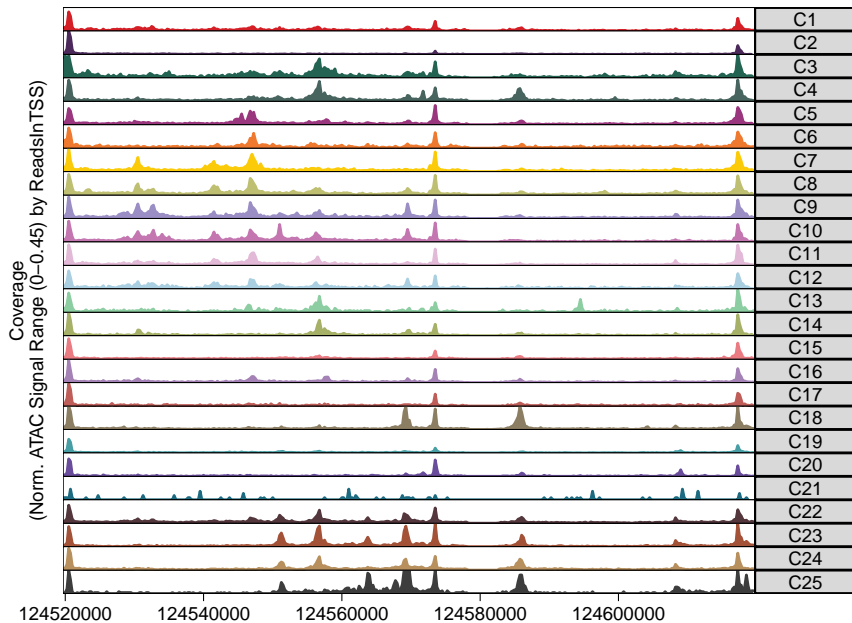 Coverage
(Norm. ATAC Signal Range (0–0.45) by ReadsInTSS)
C1
C2
C3
C4
C5
C6
C7
C8
C9
C10
C11
C12
C13
C14
C15
C16
C17
C18
C19
C20
C21
C22
C23
C24
C25
124520000 124540000 124560000 124580000 124600000